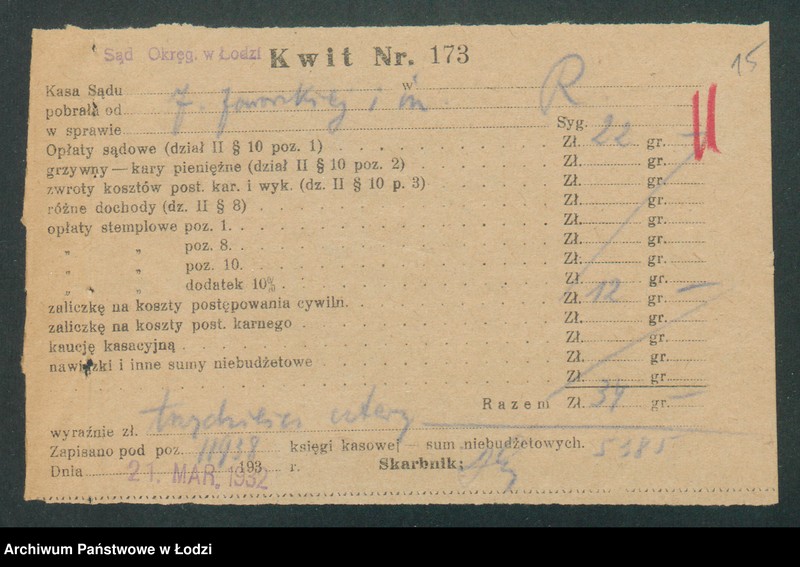 Sąd Okręg. w Łodzi Kwit Nr. 173 15
Kasa Sądu w R
pobrała od J. Jaworskiej i in.
w sprawie Syg.
Opłaty sądowe (dział II § 10 poz. 1) Zł. 22 gr. —
grzywny — kary pieniężne (dział II § 10 poz. 2) Zł. gr.
zwroty kosztów post. kar. i wyk. (dz. II § 10 p. 3) Zł. gr.
różne dochody (dz. II § 8) Zł. gr.
opłaty stemplowe poz. 1. Zł. gr.
„ „ poz. 8. Zł. gr.
„ „ poz. 10. Zł. gr.
„ „ dodatek 10% Zł. gr.
zaliczkę na koszty postępowania cywiln. Zł. 12 gr. —
zaliczkę na koszty post. karnego Zł. gr.
kaucję kasacyjną Zł. gr.
nawiązki i inne sumy niebudżetowe Zł. gr.
Zł. gr.
Razem Zł. 34 gr. —
wyraźnie zł. trzydzieści cztery
Zapisano pod poz. 11938 księgi kasowej — sum niebudżetowych. 5385
Dnia 21. MAR. 1932 193 r. Skarbnik: